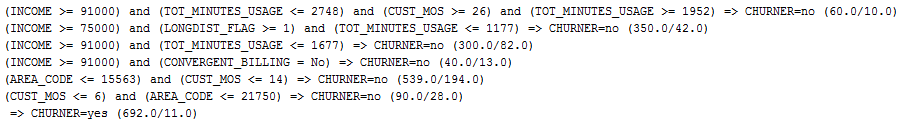 (INCOME >= 91000) and (TOT_MINUTES_USAGE <= 2748) and (CUST_MOS >= 26) and (TOT_MINUTES_USAGE >= 1952) => CHURNER=no (60.0/10.0)
(INCOME >= 75000) and (LONGDIST_FLAG >= 1) and (TOT_MINUTES_USAGE <= 1177) => CHURNER=no (350.0/42.0)
(INCOME >= 91000) and (TOT_MINUTES_USAGE <= 1677) => CHURNER=no (300.0/82.0)
(INCOME >= 91000) and (CONVERGENT_BILLING = No) => CHURNER=no (40.0/13.0)
(AREA_CODE <= 15563) and (CUST_MOS <= 14) => CHURNER=no (539.0/194.0)
(CUST_MOS <= 6) and (AREA_CODE <= 21750) => CHURNER=no (90.0/28.0)
=> CHURNER=yes (692.0/11.0)